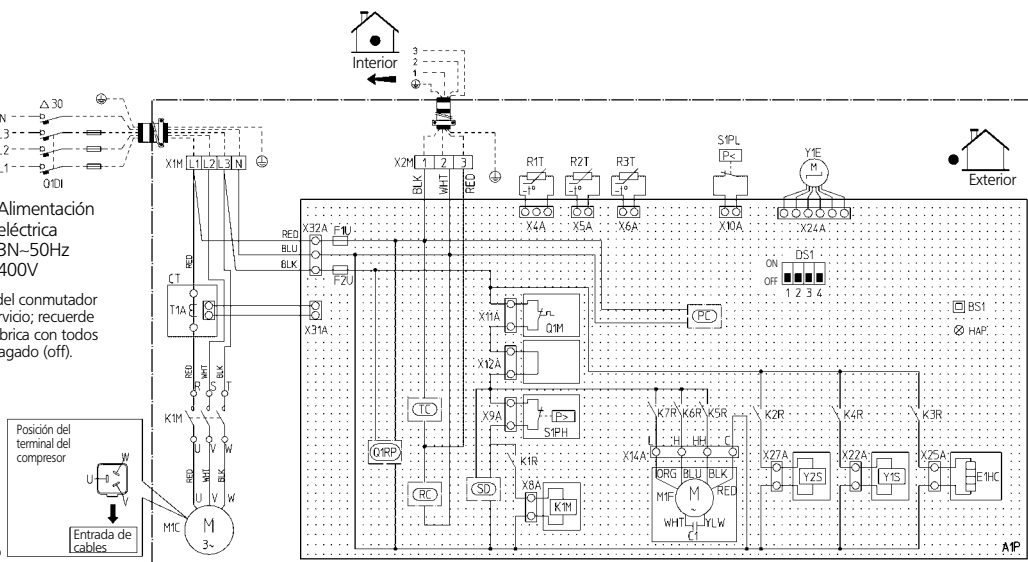 Interior
3
2
1
△ 30
N
L3
L2
L1
Q1DI
X1M L1 L2 L3 N
X2M 1 2 3
BLK
WHT
RED
R1T
R2T
R3T
X4A
X5A
X6A
S1PL
P<
X10A
Y1E
M
X24A
Exterior
Alimentación
eléctrica
3N~50Hz
400V
del conmutador
rvicio; recuerde
brica con todos
agado (off).
RED
CT
T1A
X32A
RED
BLU
BLK
F1U
F2U
X31A
DS1
ON
OFF
1 2 3 4
BS1
HAP
X11A
Q1M
PC
X12A
X9A
P>
S1PH
TC
Q1RP
RC
SD
K1R
X8A
K1M
RED
WHT
BLK
R S T
K1M
U V W
RED
WHT
BLK
U V W
M1C
M
3~
K7R
K6R
K5R
K2R
K4R
K3R
L H HH C
X14A
ORG
BLU
BLK
RED
M1F
M
~
WHT
YLW
C1
X27A
Y2S
X22A
Y1S
X25A
E1HC
A1P
Posición del
terminal del
compresor
W
U
V
Entrada de
cables